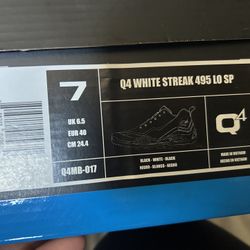 7
UK 6.5
EUR 40
CM 24.4
Q4MB-017
Q4 WHITE STREAK 495 LO SP
BLACK - WHITE - BLACK
NEGRO - BLANCO - NEGRO
Q4
MADE IN VIETNAM
HECHO EN VIETNAM